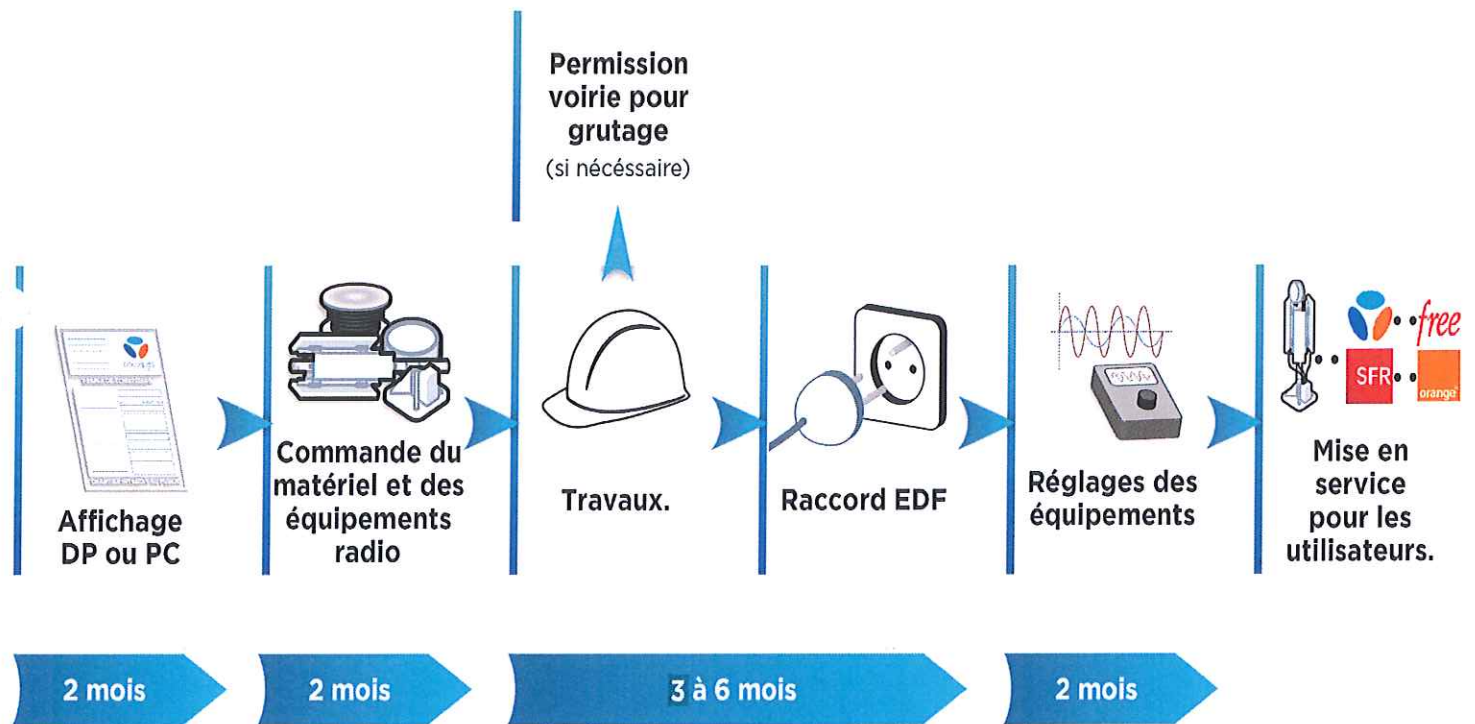 Permission
voirie pour
grutage
(si nécéssaire)
Affichage
DP ou PC
Commande du
matériel et des
équipements
radio
Travaux.
Raccord EDF
Réglages des
équipements
free
SFR
orange
Mise en
service
pour les
utilisateurs.
2 mois
2 mois
3 à 6 mois
2 mois